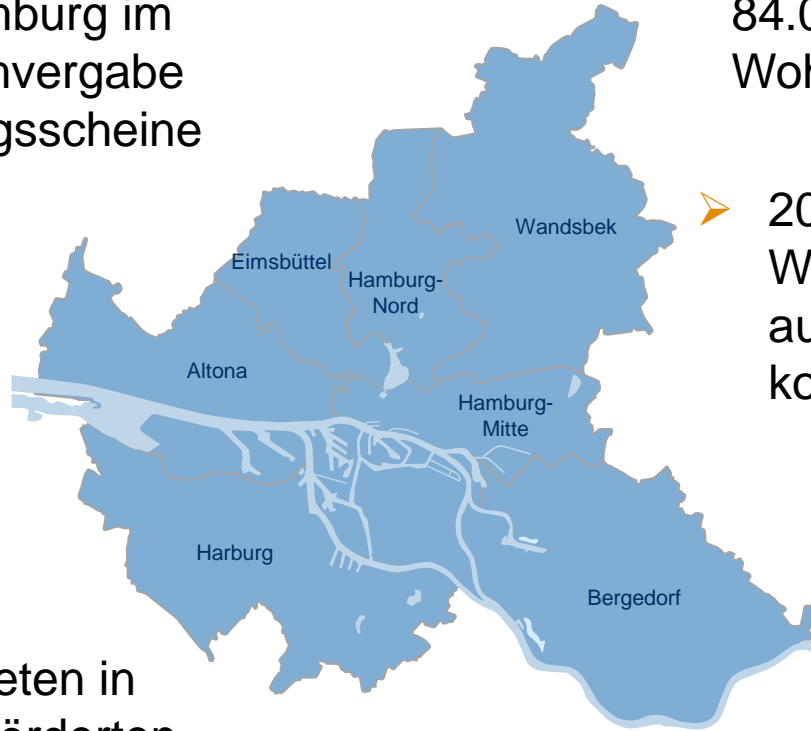 nburg im
nvergabe
gsscheine
84.0
Woh
20
W
au
ko
Wandsbek
Eimsbüttel
Hamburg-
Nord
Altona
Hamburg-
Mitte
Harburg
Bergedorf
eten in